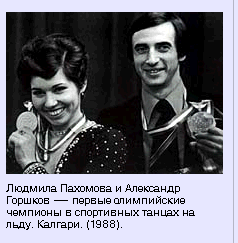 Людмила Пахомова и Александр
Горшков –– первые олимпийские
чемпионы в спортивных танцах на
льду. Калгари. (1988).